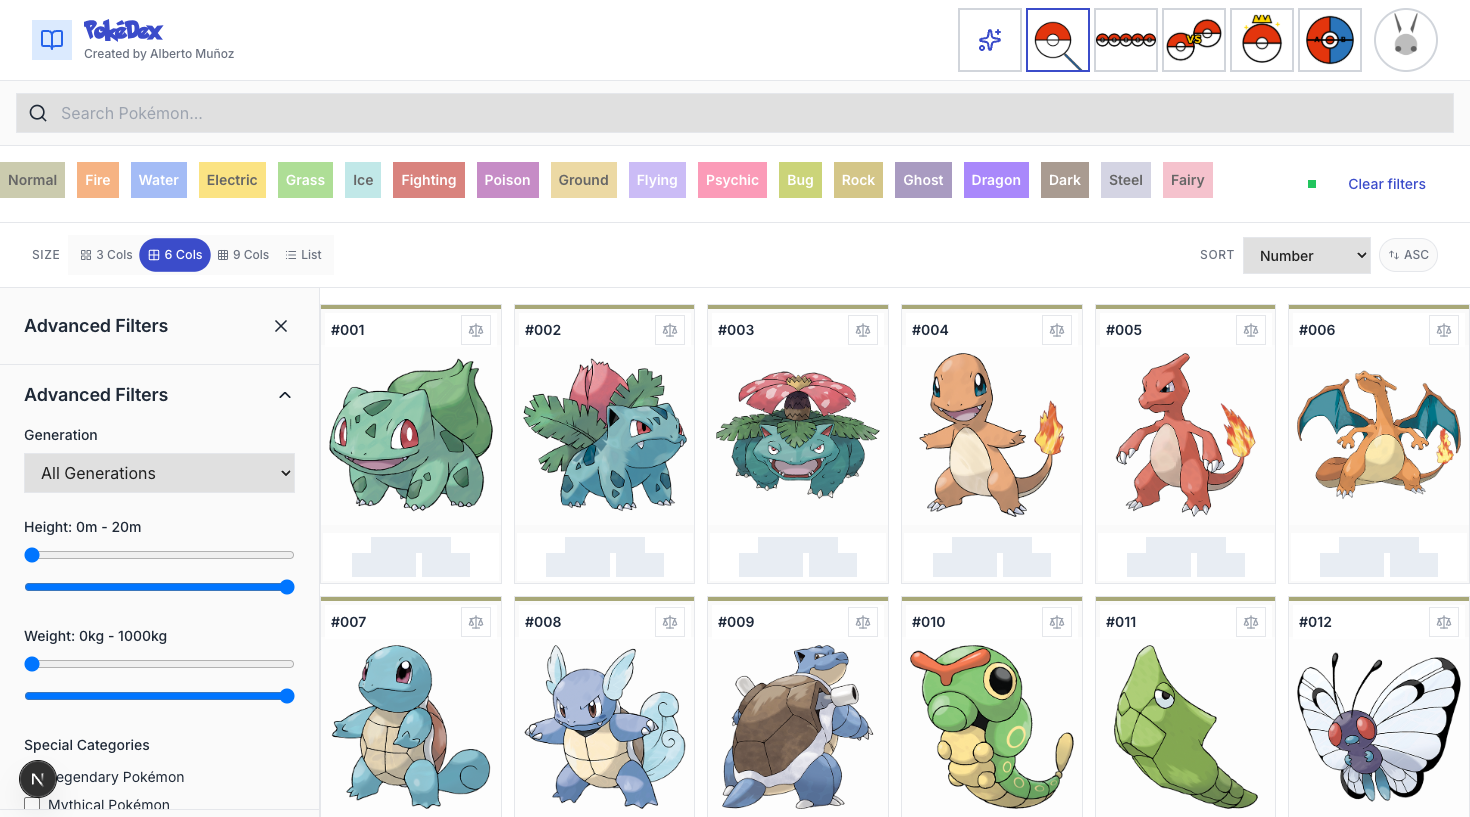 PokéDex
Created by Alberto Muñoz
VS
A B
Search Pokémon...
Normal Fire Water Electric Grass Ice Fighting Poison Ground Flying Psychic Bug Rock Ghost Dragon Dark Steel Fairy Clear filters
SIZE 3 Cols 6 Cols 9 Cols List SORT Number ASC
Advanced Filters
Advanced Filters
Generation
All Generations
Height: 0m - 20m
Weight: 0kg - 1000kg
Special Categories
egendary Pokémon
Mythical Pokémon
N
#001 #002 #003 #004 #005 #006
#007 #008 #009 #010 #011 #012